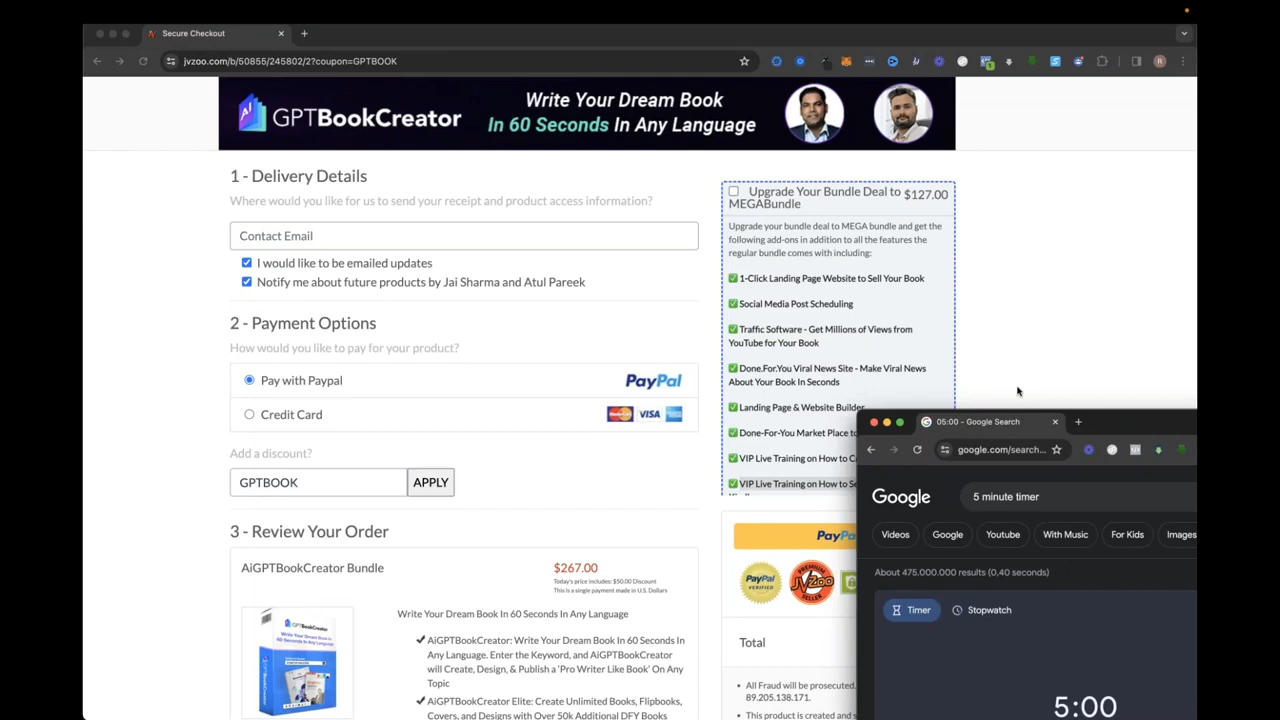 Secure Checkout
jvzoo.com/b/50855/245802/2?coupon=GPTBOOK
GPTBookCreator
Write Your Dream Book
In 60 Seconds In Any Language
1 - Delivery Details
Where would you like for us to send your receipt and product access information?
Contact Email
I would like to be emailed updates
Notify me about future products by Jai Sharma and Atul Pareek
2 - Payment Options
How would you like to pay for your product?
Pay with Paypal
PayPal
Credit Card
VISA
Add a discount?
GPTBOOK
APPLY
3 - Review Your Order
AiGPTBookCreator Bundle
$267.00
Today's price includes: $50.00 Discount
This is a single payment made in U.S. Dollars
Write Your Dream Book In 60 Seconds In Any Language
AiGPTBookCreator: Write Your Dream Book In 60 Seconds In
Any Language. Enter the Keyword, and AiGPTBookCreator
will Create, Design, & Publish a 'Pro Writer Like Book' On Any
Topic
AiGPTBookCreator Elite: Create Unlimited Books, Flipbooks,
Covers, and Designs with Over 50k Additional DFY Books
Upgrade Your Bundle Deal to
MEGABundle
$127.00
Upgrade your bundle deal to MEGA bundle and get the
following add-ons in addition to all the features the
regular bundle comes with including:
1-Click Landing Page Website to Sell Your Book
Social Media Post Scheduling
Traffic Software - Get Millions of Views from
YouTube for Your Book
Done.For.You Viral News Site - Make Viral News
About Your Book In Seconds
Landing Page & Website Builder
Done-For-You Market Place to
VIP Live Training on How to
VIP Live Training on How to
PayP
PayPal
VERIFIED
PREMIUM
JVZoo
SELLER
Total
All Fraud will be prosecuted.
89.205.138.171.
This product is created and
05:00 - Google Search
google.com/search...
Google
5 minute timer
Videos
Google
Youtube
With Music
For Kids
Images
About 475.000.000 results (0,40 seconds)
Timer
Stopwatch
5:00